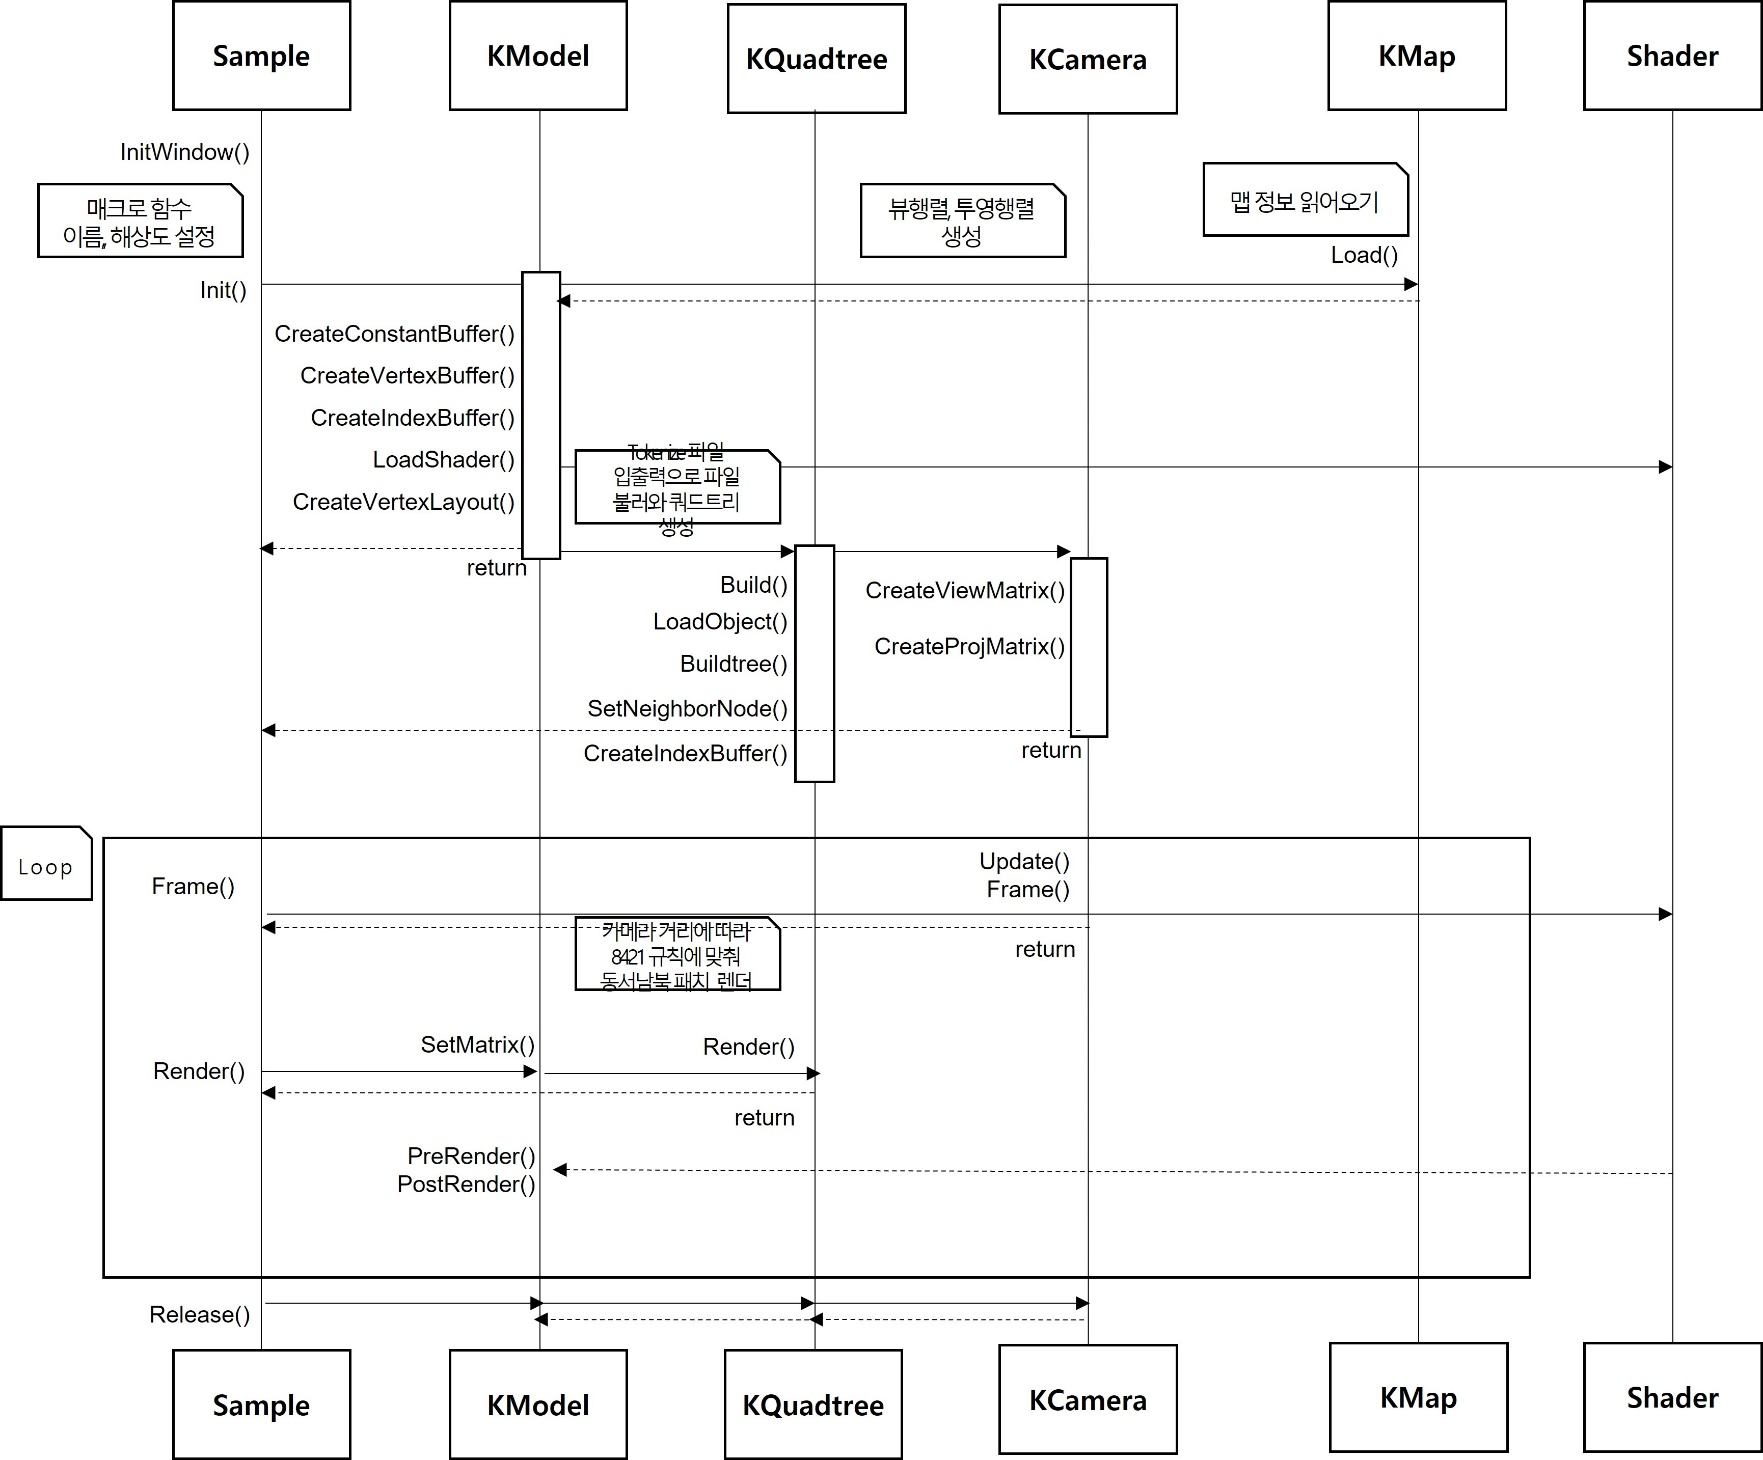 Sample
KModel
KQuadtree
KCamera
KMap
Shader
InitWindow()
매크로 함수
이름, 해상도 설정
뷰행렬, 투영행렬
생성
맵 정보 읽어오기
Load()
Init()
CreateConstantBuffer()
CreateVertexBuffer()
CreateIndexBuffer()
LoadShader()
CreateVertexLayout()
Tokenize 파일
입출력으로 파일
불러와 쿼드트리
생성
return
Build()
LoadObject()
Buildtree()
SetNeighborNode()
CreateIndexBuffer()
CreateViewMatrix()
CreateProjMatrix()
return
Loop
Frame()
Update()
Frame()
return
카메라 거리에 따라
8421 규칙에 맞춰
동서남북 패치 렌더
SetMatrix()
Render()
Render()
return
PreRender()
PostRender()
Release()
Sample
KModel
KQuadtree
KCamera
KMap
Shader